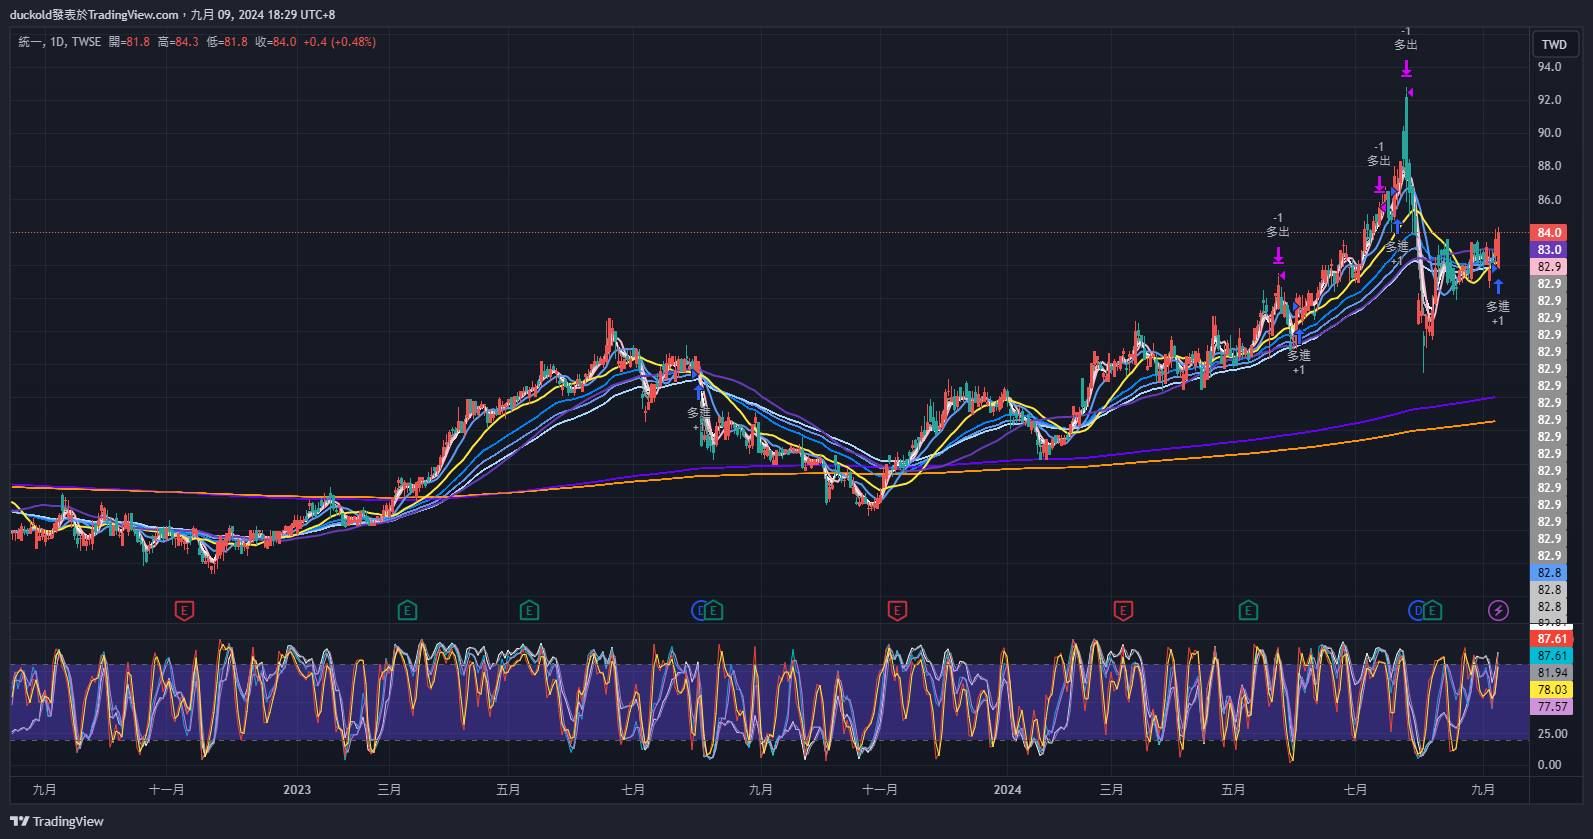 duckold發表於TradingView.com，九月 09, 2024 18:29 UTC+8
統一, 1D, TWSE 開=81.8 高=84.3 低=81.8 收=84.0 +0.4 (+0.48%)
TWD
-1
多出
94.0
92.0
90.0
-1
多出
88.0
86.0
-1
多出
84.0
多進
+1
83.0
82.9
82.9
82.9
多進
+1
82.9
82.9
82.9
多進
+1
82.9
82.9
82.9
多進
82.9
82.9
82.9
82.9
82.9
82.9
82.9
82.9
82.9
82.8
82.8
82.8
E
E
E
D
E
E
E
E
D
E
87.61
87.61
81.94
78.03
77.57
25.00
0.00
九月 十一月 2023 三月 五月 七月 九月 十一月 2024 三月 五月 七月 九月
TradingView